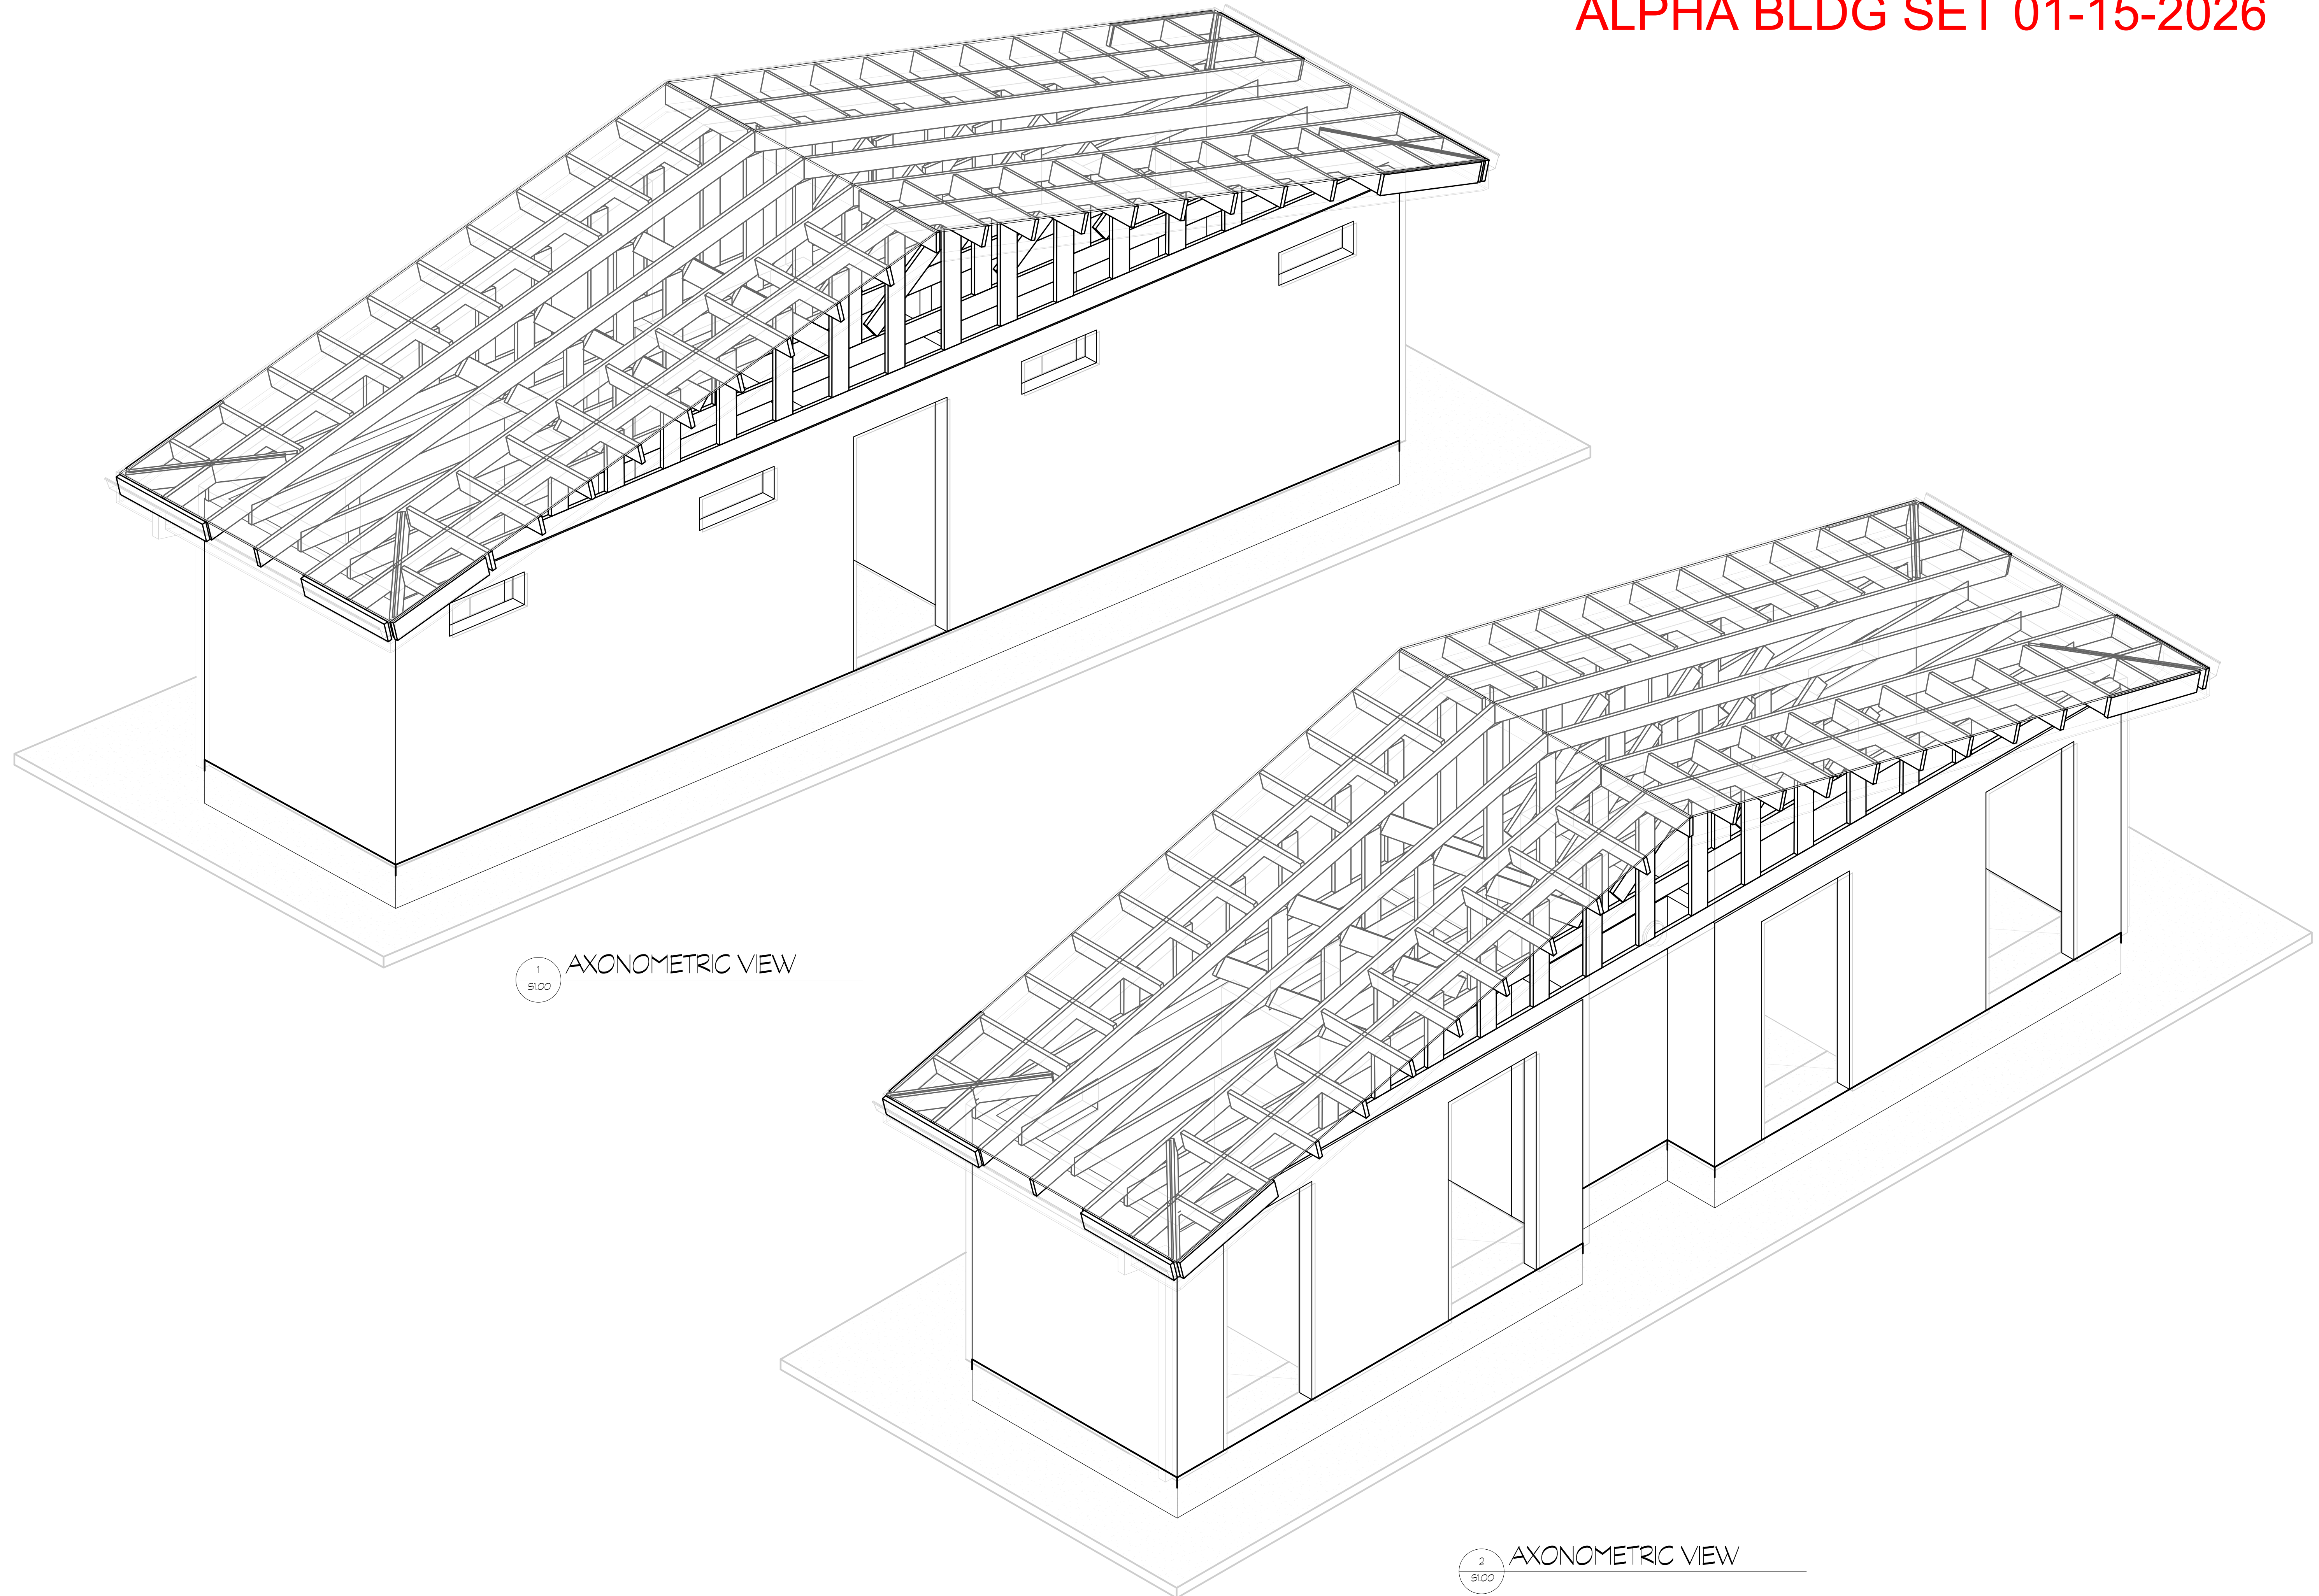 ALPHA BLDG SET 01-15-2026
1
S1.00
AXONOMETRIC VIEW
2
S1.00
AXONOMETRIC VIEW